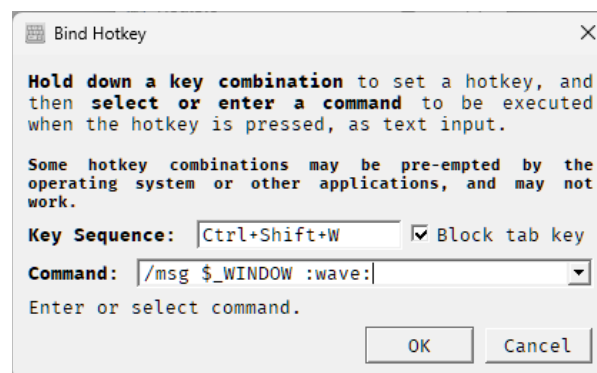 Bind Hotkey
Hold down a key combination to set a hotkey, and
then select or enter a command to be executed
when the hotkey is pressed, as text input.
Some hotkey combinations may be pre-empted by the
operating system or other applications, and may not
work.
Key Sequence: Ctrl+Shift+W Block tab key
Command: /msg $_WINDOW :wave:
Enter or select command.
OK Cancel